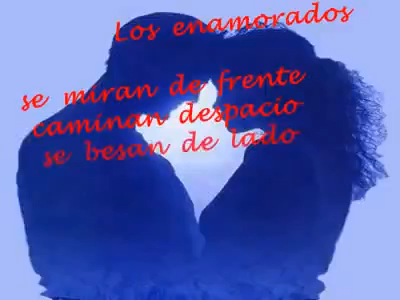 Los enamorados
se miran de frente
caminan despacio
se besan de lado